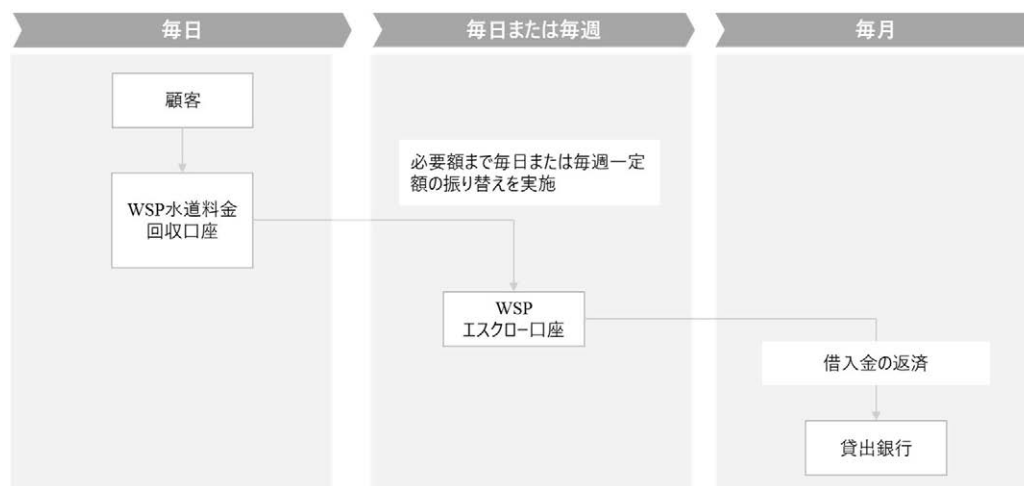 毎日
毎日または毎週
毎月
顧客
必要額まで毎日または毎週一定
額の振り替えを実施
WSP水道料金
回収口座
WSP
エスクロー口座
借入金の返済
貸出銀行